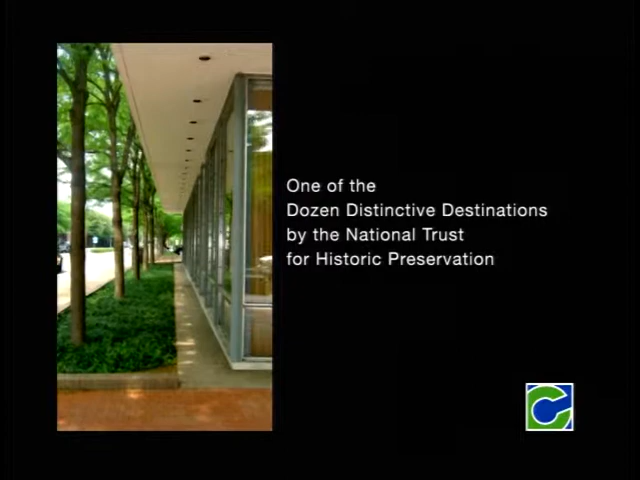 One of the
Dozen Distinctive Destinations
by the National Trust
for Historic Preservation